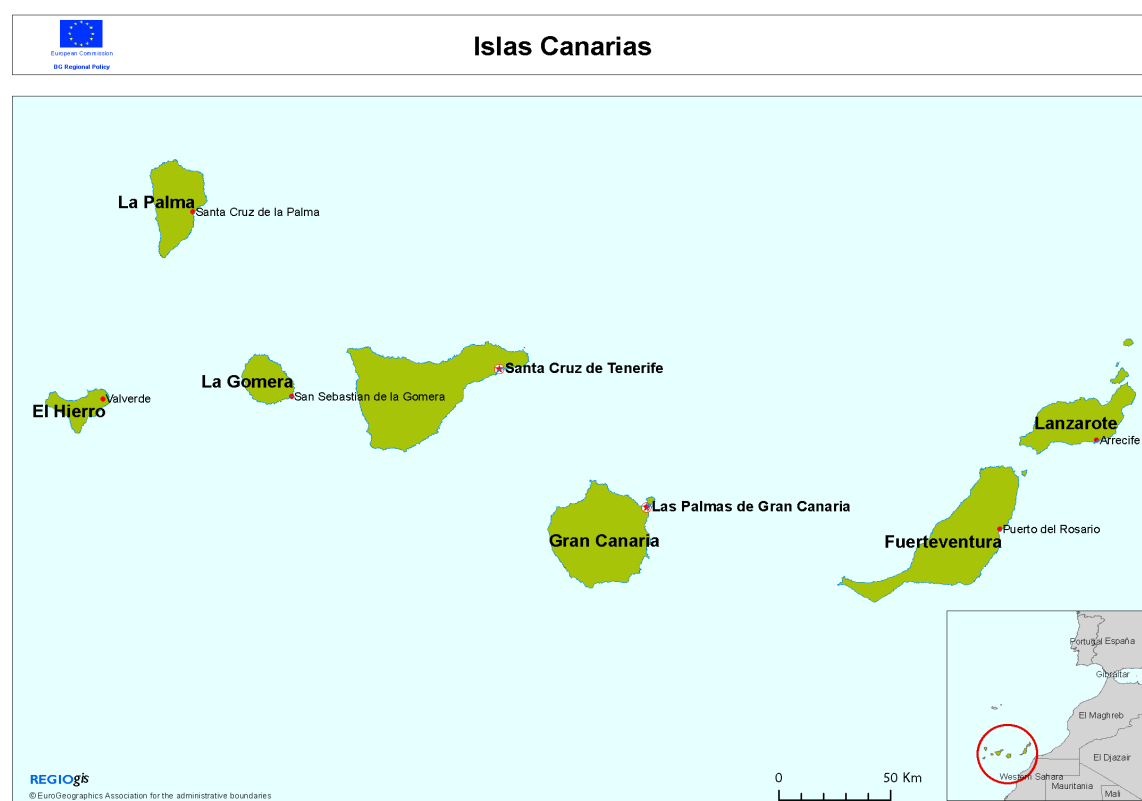 European Commission
DG Regional Policy
Islas Canarias
La Palma
Santa Cruz de la Palma
Santa Cruz de Tenerife
La Gomera
San Sebastian de la Gomera
El Hierro
Valverde
Lanzarote
Arrecife
Las Palmas de Gran Canaria
Gran Canaria
Puerto del Rosario
Fuerteventura
Portugal
España
Gibraltar
El Maghreb
El Djazair
Western Sahara
Mauritania
Mali
REGIOgis
0 50 Km
© EuroGeographics Association for the administrative boundaries